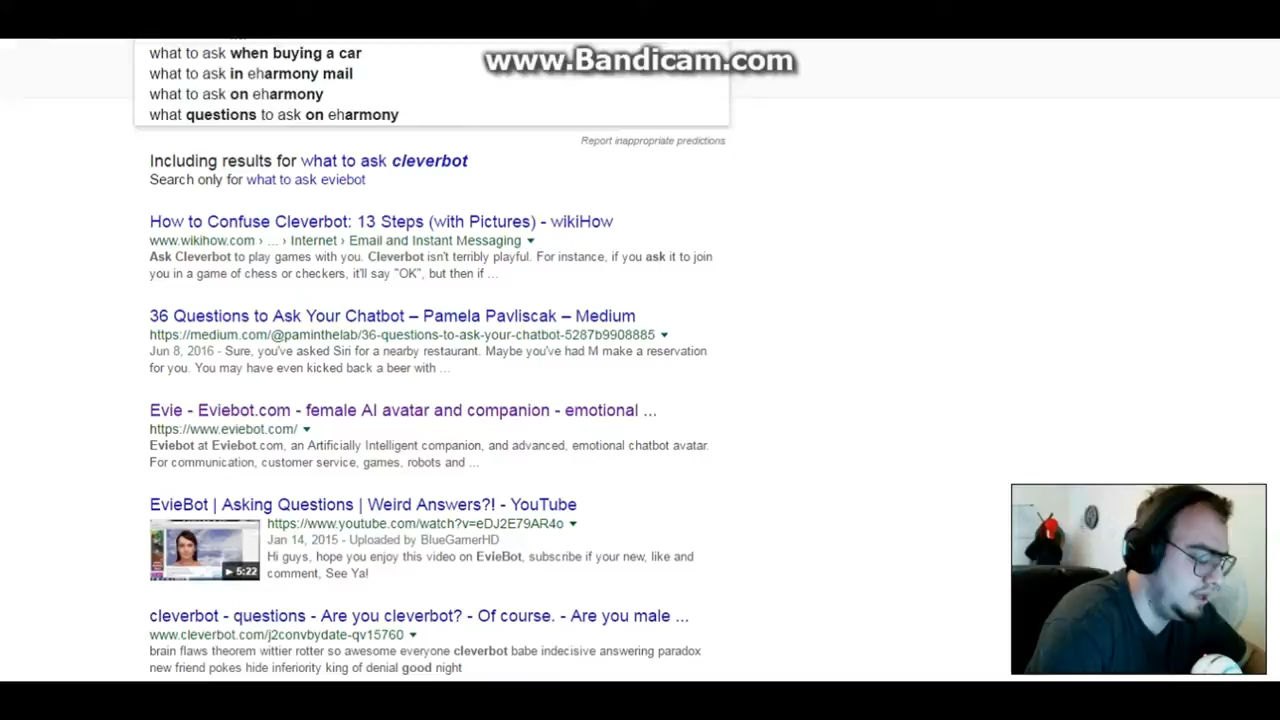 www.Bandicam.com
what to ask when buying a car
what to ask in eharmony mail
what to ask on eharmony
what questions to ask on eharmony
Report inappropriate predictions
Including results for what to ask cleverbot
Search only for what to ask eviebot
How to Confuse Cleverbot: 13 Steps (with Pictures) - wikiHow
www.wikihow.com › ... › Internet › Email and Instant Messaging
Ask Cleverbot to play games with you. Cleverbot isn't terribly playful. For instance, if you ask it to join
you in a game of chess or checkers, it'll say "OK", but then if ...
36 Questions to Ask Your Chatbot – Pamela Pavliscak – Medium
https://medium.com/@paminthelab/36-questions-to-ask-your-chatbot-5287b9908885
Jun 8, 2016 - Sure, you've asked Siri for a nearby restaurant. Maybe you've had M make a reservation
for you. You may have even kicked back a beer with ...
Evie - Eviebot.com - female AI avatar and companion - emotional ...
https://www.eviebot.com/
Eviebot at Eviebot.com, an Artificially Intelligent companion, and advanced, emotional chatbot avatar.
For communication, customer service, games, robots and ...
EvieBot | Asking Questions | Weird Answers?! - YouTube
https://www.youtube.com/watch?v=eDJ2E79AR4o
Jan 14, 2015 - Uploaded by BlueGamerHD
Hi guys, hope you enjoy this video on EvieBot, subscribe if your new, like and
comment, See Ya!
5:22
cleverbot - questions - Are you cleverbot? - Of course. - Are you male ...
www.cleverbot.com/j2convbydate-qv15760
brain flaws theorem wittier rotter so awesome everyone cleverbot babe indecisive answering paradox
new friend pokes hide inferiority king of denial good night